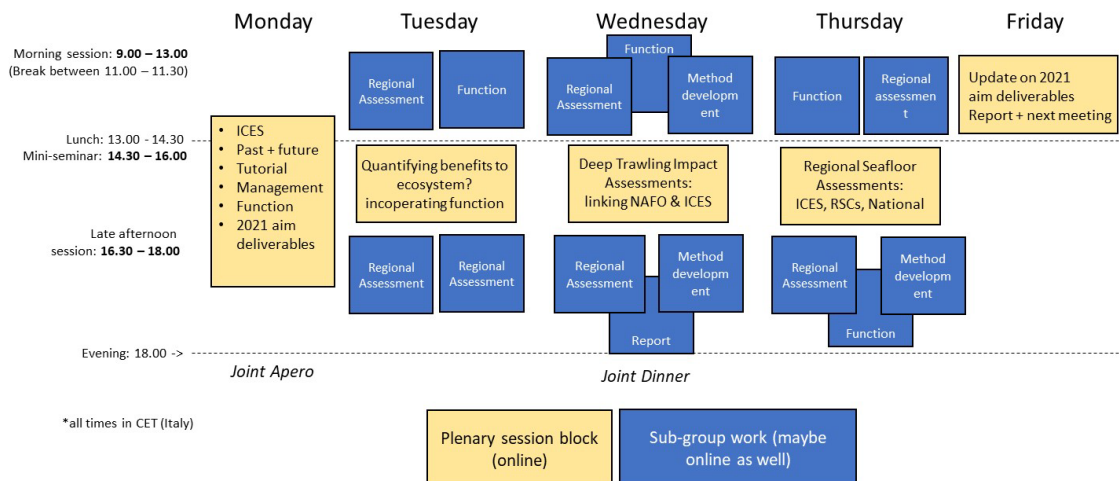 Monday
Tuesday
Wednesday
Thursday
Friday
Morning session: 9.00 – 13.00
(Break between 11.00 – 11.30)
Regional
Assessment
Function
Function
Regional
Assessment
Method
developm
ent
Function
Regional
assessmen
t
Update on 2021
aim deliverables
Report + next meeting
Lunch: 13.00 - 14.30
Mini-seminar: 14.30 – 16.00
• ICES
• Past + future
• Tutorial
• Management
• Function
• 2021 aim
deliverables
Quantifying benefits to
ecosystem?
incoperating function
Deep Trawling Impact
Assessments:
linking NAFO & ICES
Regional Seafloor
Assessments:
ICES, RSCs, National
Late afternoon
session: 16.30 – 18.00
Regional
Assessment
Regional
Assessment
Regional
Assessment
Method
developm
ent
Report
Regional
Assessment
Method
developm
ent
Function
Evening: 18.00 ->
Joint Apero
Joint Dinner
*all times in CET (Italy)
Plenary session block
(online)
Sub-group work (maybe
online as well)